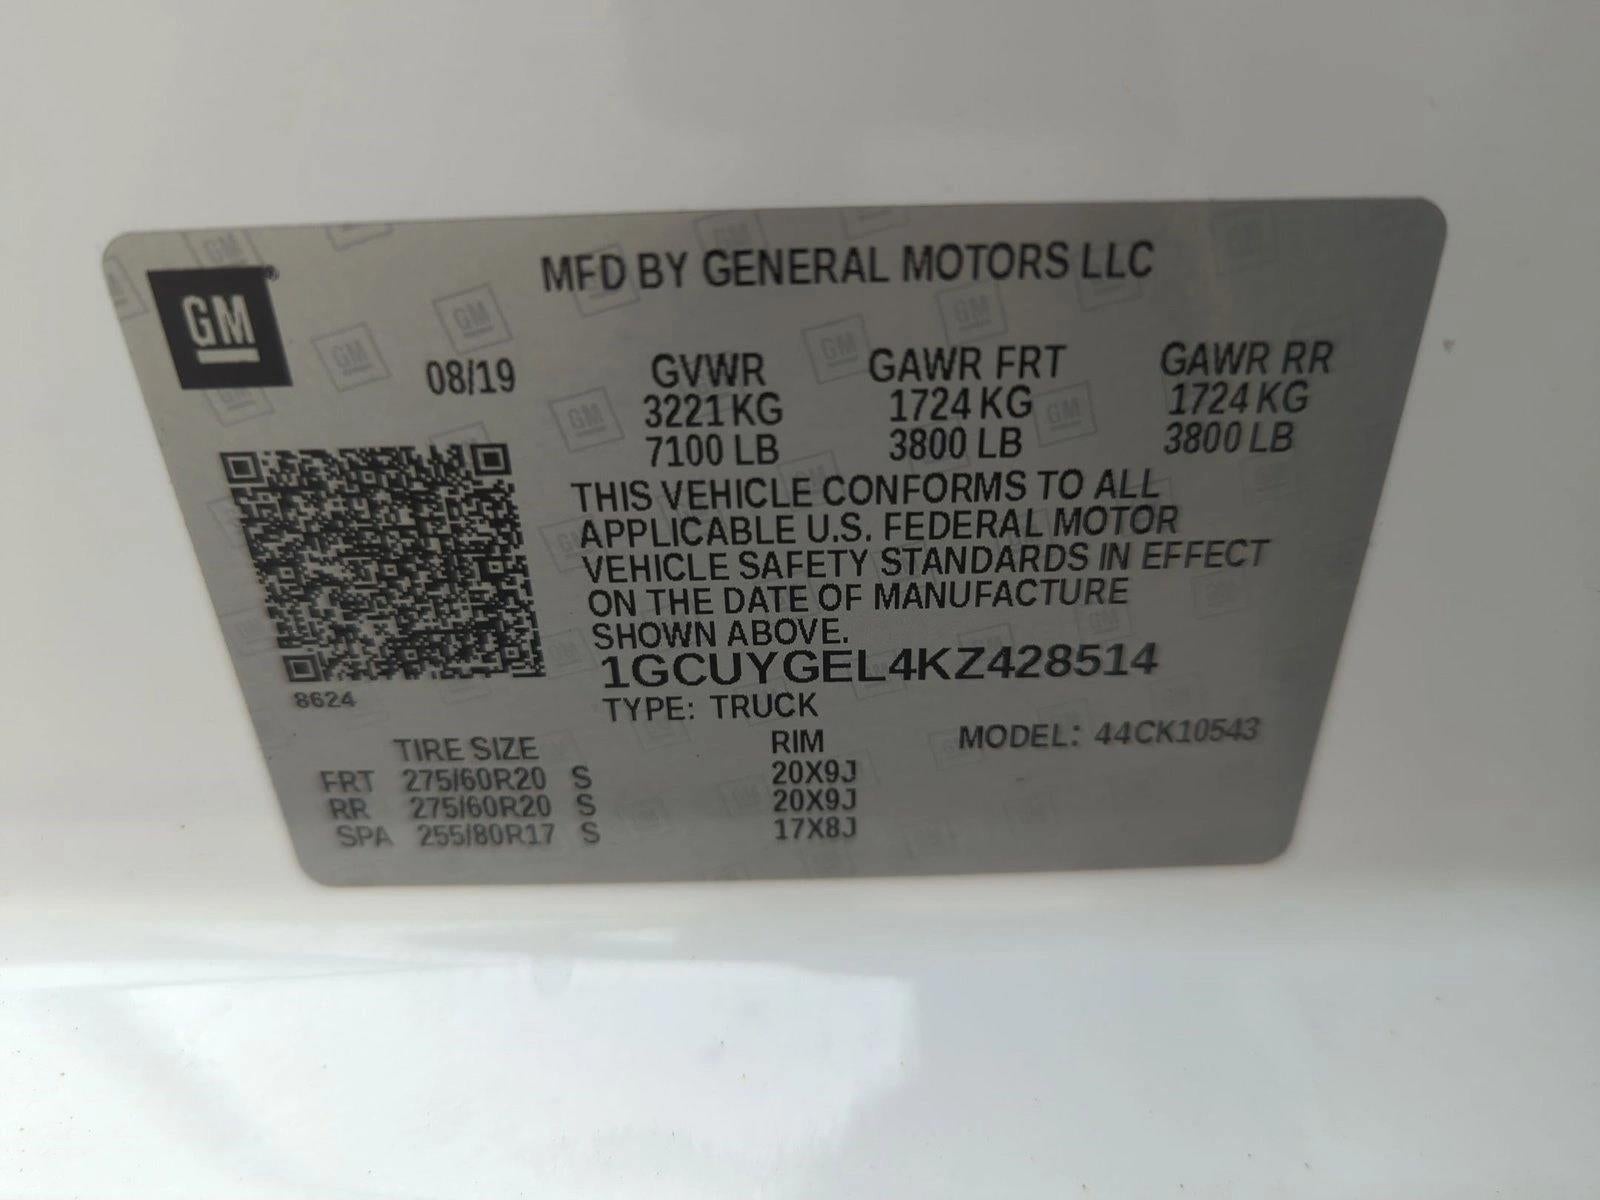 MFD BY GENERAL MOTORS LLC
GM
08/19 GVWR GAWR FRT GAWR RR
3221 KG 1724 KG 1724 KG
7100 LB 3800 LB 3800 LB
THIS VEHICLE CONFORMS TO ALL
APPLICABLE U.S. FEDERAL MOTOR
VEHICLE SAFETY STANDARDS IN EFFECT
ON THE DATE OF MANUFACTURE
SHOWN ABOVE.
1GCUYGEL4KZ428514
8624
TYPE: TRUCK
TIRE SIZE RIM MODEL: 44CK10543
FRT 275/60R20 S 20X9J
RR 275/60R20 S 20X9J
SPA 255/80R17 S 17X8J